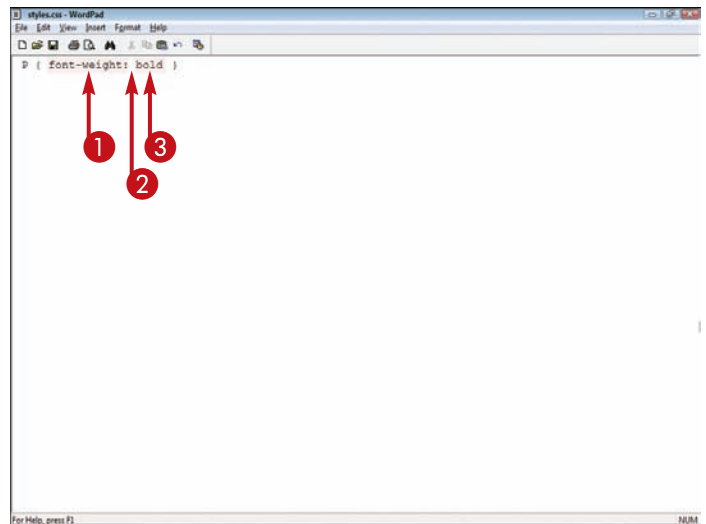 styles.css - WordPad
File Edit View Insert Format Help
P { font-weight: bold }
1
3
2
For Help, press F1
NUM